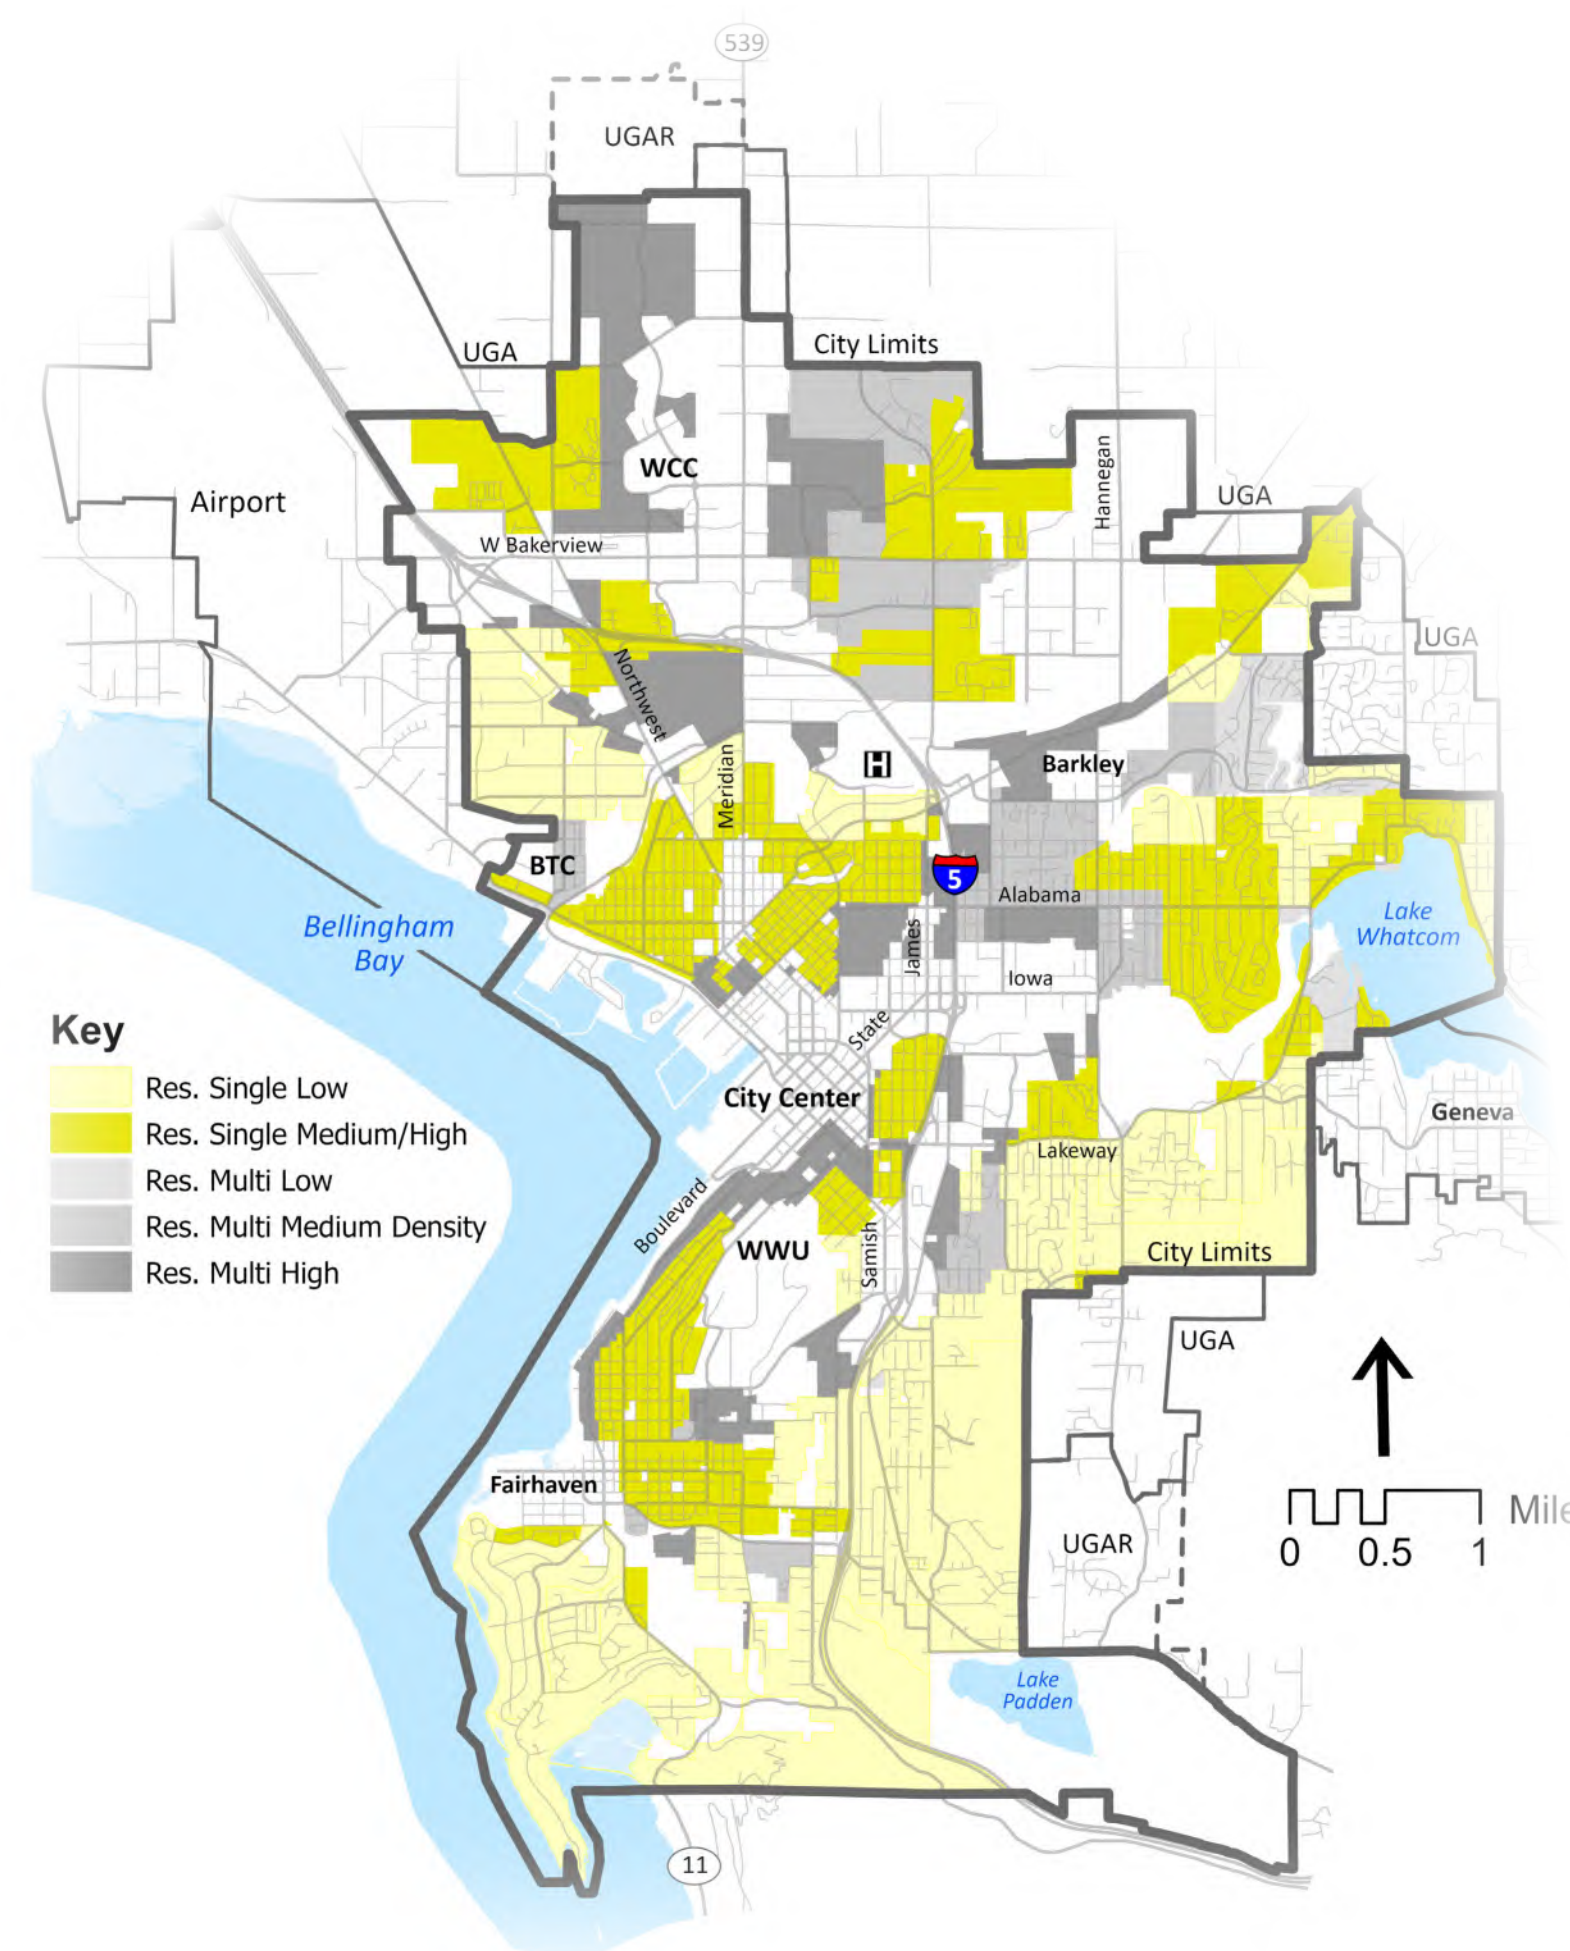 539
UGAR
City Limits
UGA
WCC
Hannegan
UGA
Airport
W Bakerview
UGA
Northwest
Meridian
H
Barkley
BTC
5
Alabama
Lake
Whatcom
Bellingham
Bay
James
Iowa
State
Key
Res. Single Low
Res. Single Medium/High
Res. Multi Low
Res. Multi Medium Density
Res. Multi High
City Center
Geneva
Lakeway
Boulevard
WWU
Samish
City Limits
UGA
Fairhaven
UGAR
Mile
0 0.5 1
Lake
Padden
11